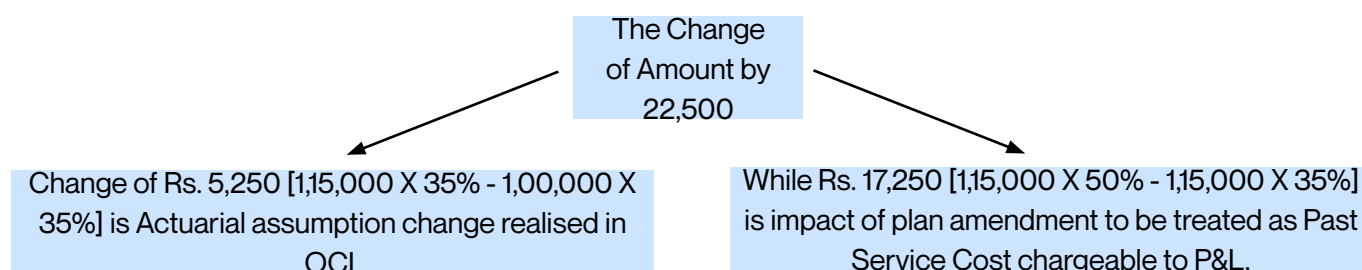 The Change
of Amount by
22,500
Change of Rs. 5,250 [1,15,000 X 35% - 1,00,000 X
35%] is Actuarial assumption change realised in
OCI
While Rs. 17,250 [1,15,000 X 50% - 1,15,000 X 35%]
is impact of plan amendment to be treated as Past
Service Cost chargeable to P&L.